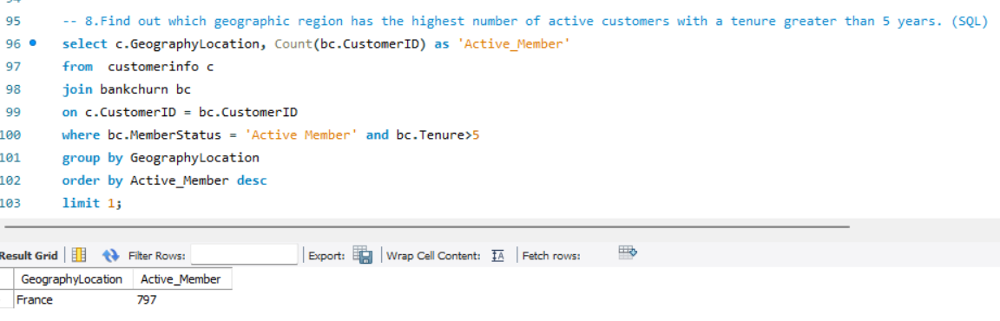 95 -- 8.Find out which geographic region has the highest number of active customers with a tenure greater than 5 years. (SQL)
96 select c.GeographyLocation, Count(bc.CustomerID) as 'Active_Member'
97 from customerinfo c
98 join bankchurn bc
99 on c.CustomerID = bc.CustomerID
100 where bc.MemberStatus = 'Active Member' and bc.Tenure>5
101 group by GeographyLocation
102 order by Active_Member desc
103 limit 1;
Result Grid Filter Rows: Export: Wrap Cell Content: IA Fetch rows:
GeographyLocation Active_Member
France 797